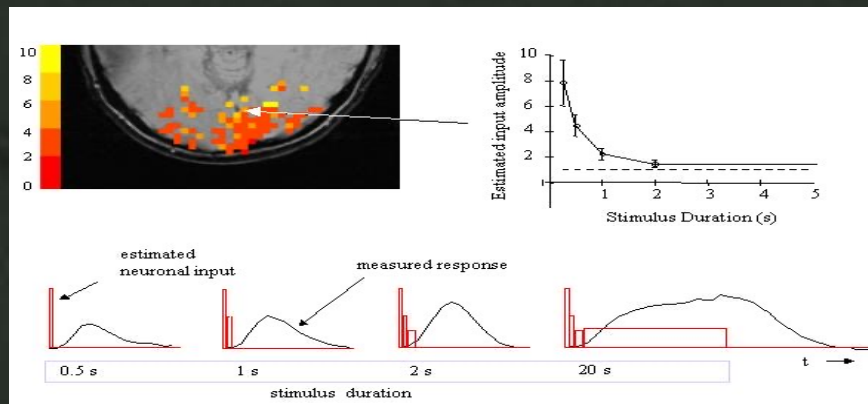 10
8
6
4
2
0
Estimated input amplitude
10
8
6
4
2
1 2 3 4 5
Stimulus Duration (s)
estimated
neuronal input
measured response
0.5 s 1 s 2 s 20 s
t
stimulus duration